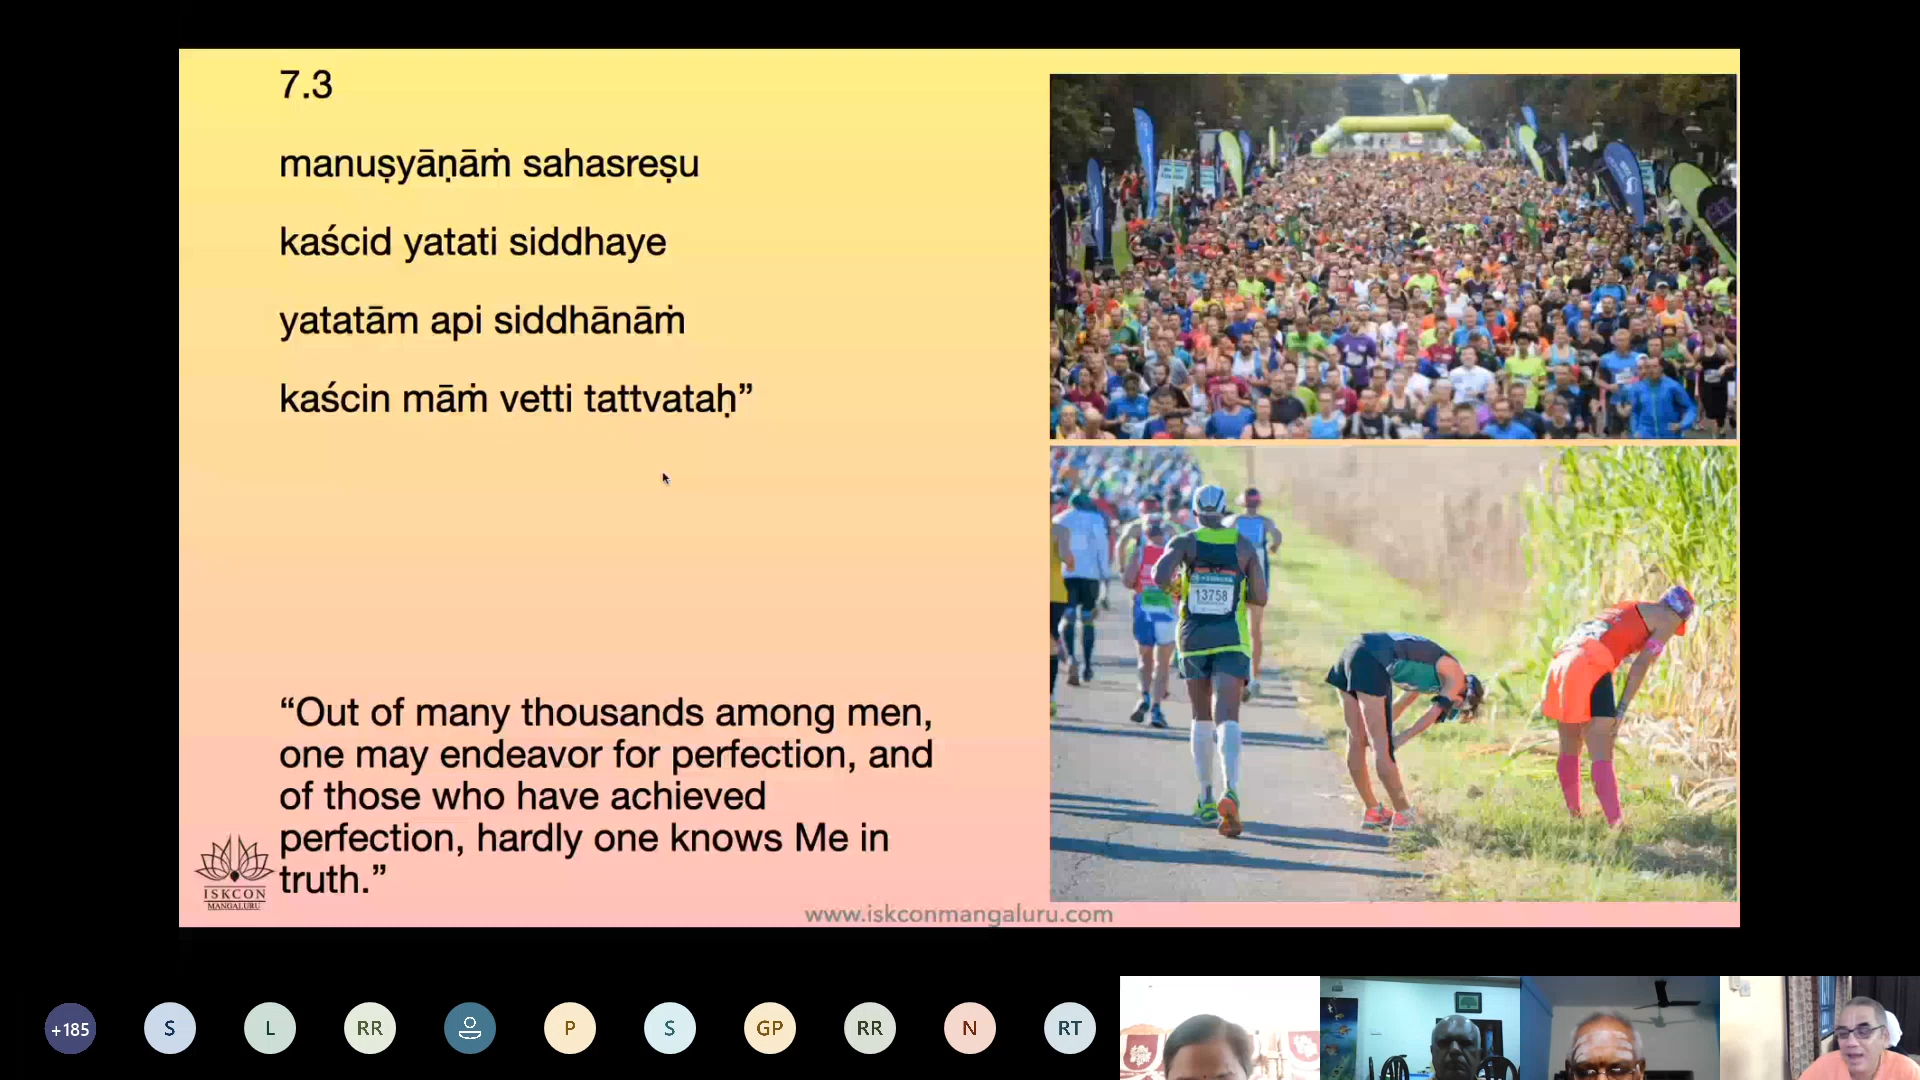 7.3
manuṣyāṇāṁ sahasreṣu
kaścid yatati siddhaye
yatatām api siddhānāṁ
kaścin māṁ vetti tattvataḥ”
“Out of many thousands among men,
one may endeavor for perfection, and
of those who have achieved
perfection, hardly one knows Me in
truth.”
ISKCON
MANGALURU
www.iskconmangaluru.com
13758
+185
S
L
RR
P
S
GP
RR
N
RT